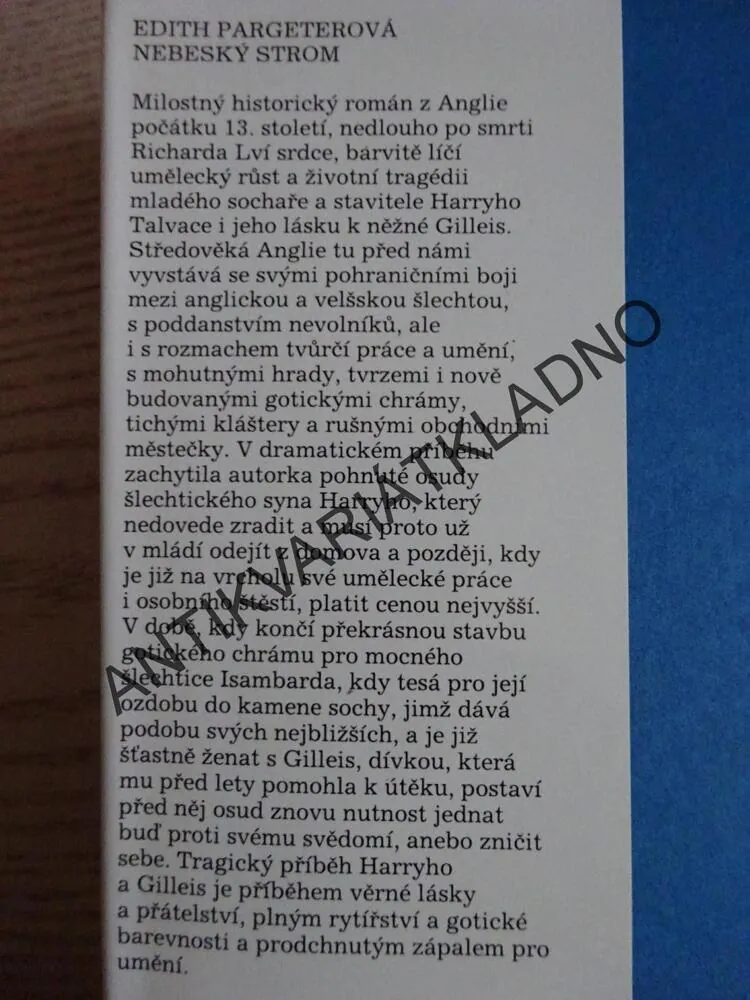 EDITH PARGETEROVÁ
NEBESKÝ STROM
Milostný historický román z Anglie
počátku 13. století, nedlouho po smrti
Richarda Lví srdce, barvitě líčí
umělecký růst a životní tragédii
mladého sochaře a stavitele Harryho
Talvace i jeho lásku k něžné Gilleis.
Středověká Anglie tu před námi
vyvstává se svými pohraničními boji
mezi anglickou a velšskou šlechtou,
s poddanstvím nevolníků, ale
i s rozmachem tvůrčí práce a umění,
s mohutnými hrady, tvrzemi i nově
budovanými gotickými chrámy,
tichými kláštery a rušnými obchodními
městečky. V dramatickém příběhu
zachytila autorka pohnuté osudy
šlechtického syna Harryho, který
nedovede zradit a musí proto už
v mládí odejít z domova a později, kdy
je již na vrcholu své umělecké práce
i osobního štěstí, platit cenou nejvyšší.
V době, kdy končí překrásnou stavbu
gotického chrámu pro mocného
šlechtice Isambarda, kdy tesá pro její
ozdobu do kamene sochy, jimž dává
podobu svých nejbližších, a je již
šťastně ženat s Gilleis, dívkou, která
mu před lety pomohla k útěku, postaví
před něj osud znovu nutnost jednat
buď proti svému svědomí, anebo zničit
sebe. Tragický příběh Harryho
a Gilleis je příběhem věrné lásky
a přátelství, plným rytířství a gotické
barevnosti a prodchnutým zápalem pro
umění.
ANTIKVARIÁTKLADNO